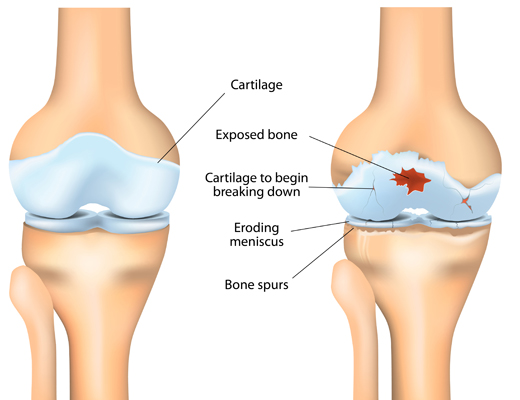 Cartilage
Exposed bone
Cartilage to begin
breaking down
Eroding
meniscus
Bone spurs